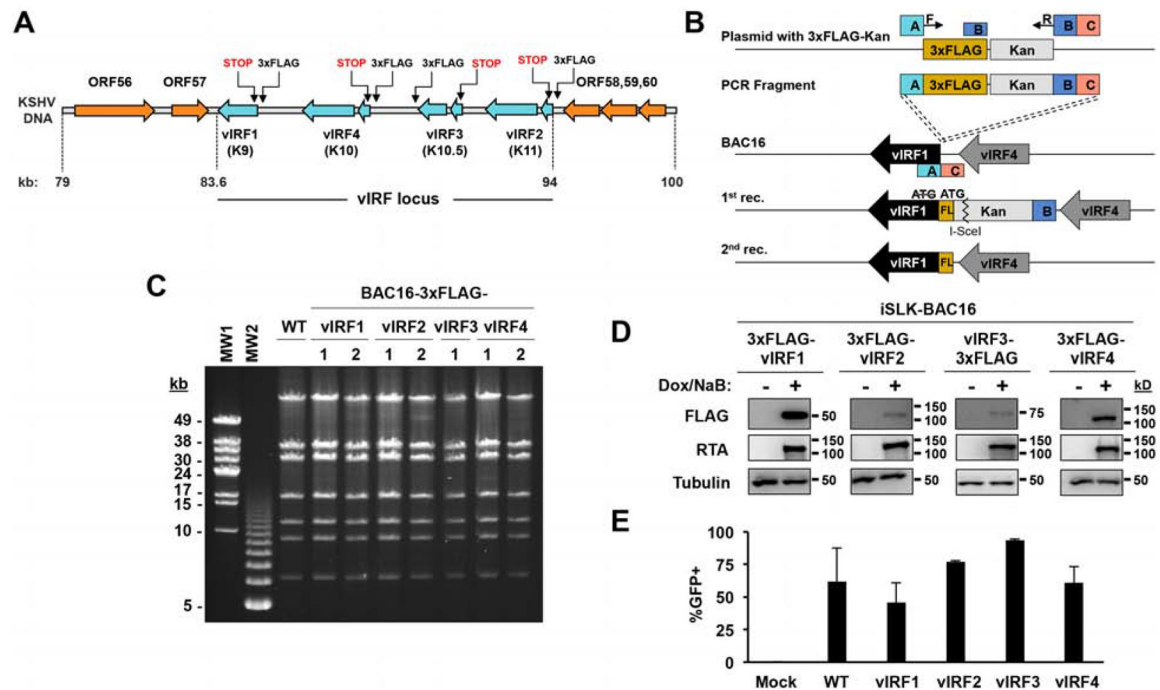 A
STOP 3xFLAG STOP 3xFLAG 3xFLAG STOP STOP 3xFLAG
ORF56 ORF57 ORF58,59,60
KSHV
DNA
vIRF1 vIRF4 vIRF3 vIRF2
(K9) (K10) (K10.5) (K11)
kb: 79 83.6 94 100
vIRF locus
B
A F B R B C
Plasmid with 3xFLAG-Kan
3xFLAG Kan
PCR Fragment
A 3xFLAG Kan B C
BAC16
vIRF1 vIRF4
A C
ATG ATG
1st rec.
vIRF1 FL Kan B vIRF4
I-SceI
2nd rec.
vIRF1 FL vIRF4
C
BAC16-3xFLAG-
MW1 MW2 WT vIRF1 vIRF2 vIRF3 vIRF4
1 2 1 2 1 1 2
kb
49 -
38 -
30 -
24 -
17 -
15 -
10 -
5 -
D
iSLK-BAC16
3xFLAG- 3xFLAG- vIRF3- 3xFLAG-
vIRF1 vIRF2 3xFLAG vIRF4
Dox/NaB: - + - + - + - + kD
FLAG - 50 - 150 - 100 - 75 - 150 - 100
RTA - 150 - 100 - 150 - 100 - 150 - 100 - 150 - 100
Tubulin - 50 - 50 - 50 - 50
E
%GFP+
100
75
50
25
0
Mock WT vIRF1 vIRF2 vIRF3 vIRF4